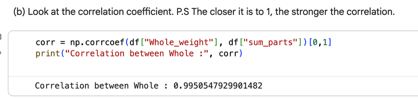 (b) Look at the correlation coefficient. P.S The closer it is to 1, the stronger the correlation.
corr = np.corrcoef(df["Whole_weight"], df["sum_parts"])[0,1]
print("Correlation between Whole :", corr)
Correlation between Whole : 0.9950547929901482